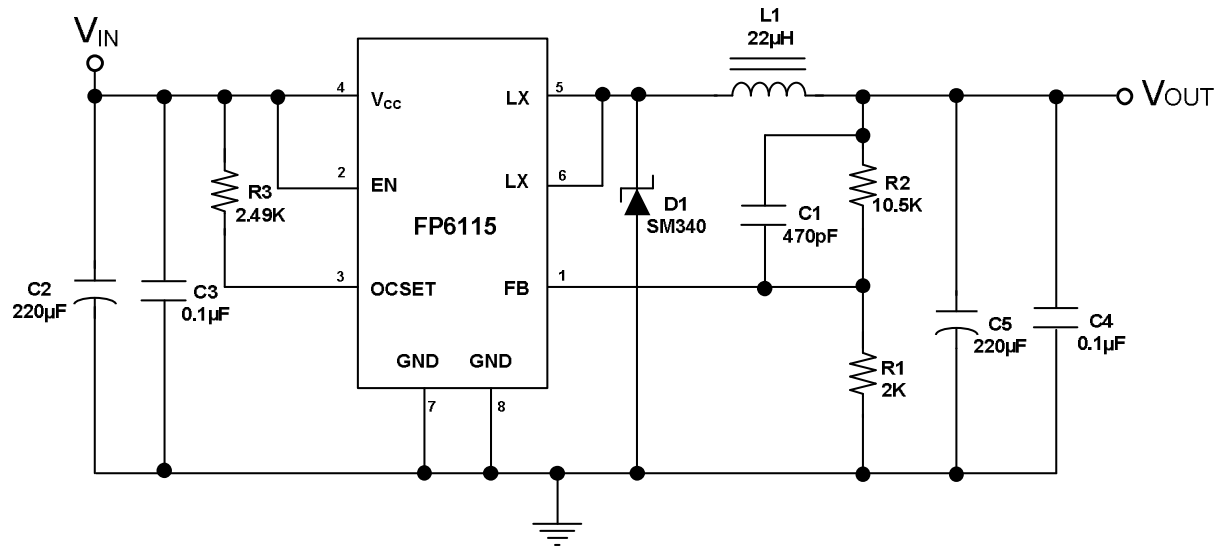 VIN
L1
22µH
4
VCC
LX
5
VOUT
2
EN
LX
6
R3
2.49K
FP6115
D1
SM340
C1
470pF
R2
10.5K
3
OCSET
FB
1
C2
220µF
C3
0.1µF
GND
GND
7
8
R1
2K
C5
220µF
C4
0.1µF